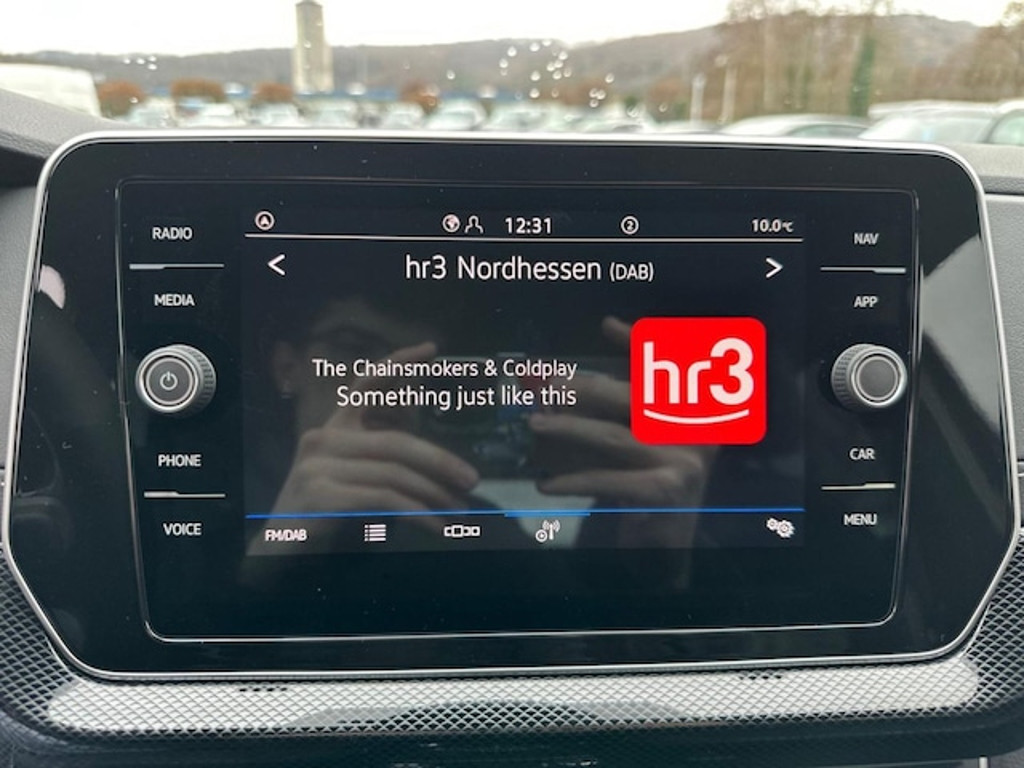 RADIO
MEDIA
PHONE
VOICE
12:31
2
10.0°C
< hr3 Nordhessen (DAB) >
The Chainsmokers & Coldplay
Something just like this
hr3
FM/DAB
NAV
APP
CAR
MENU